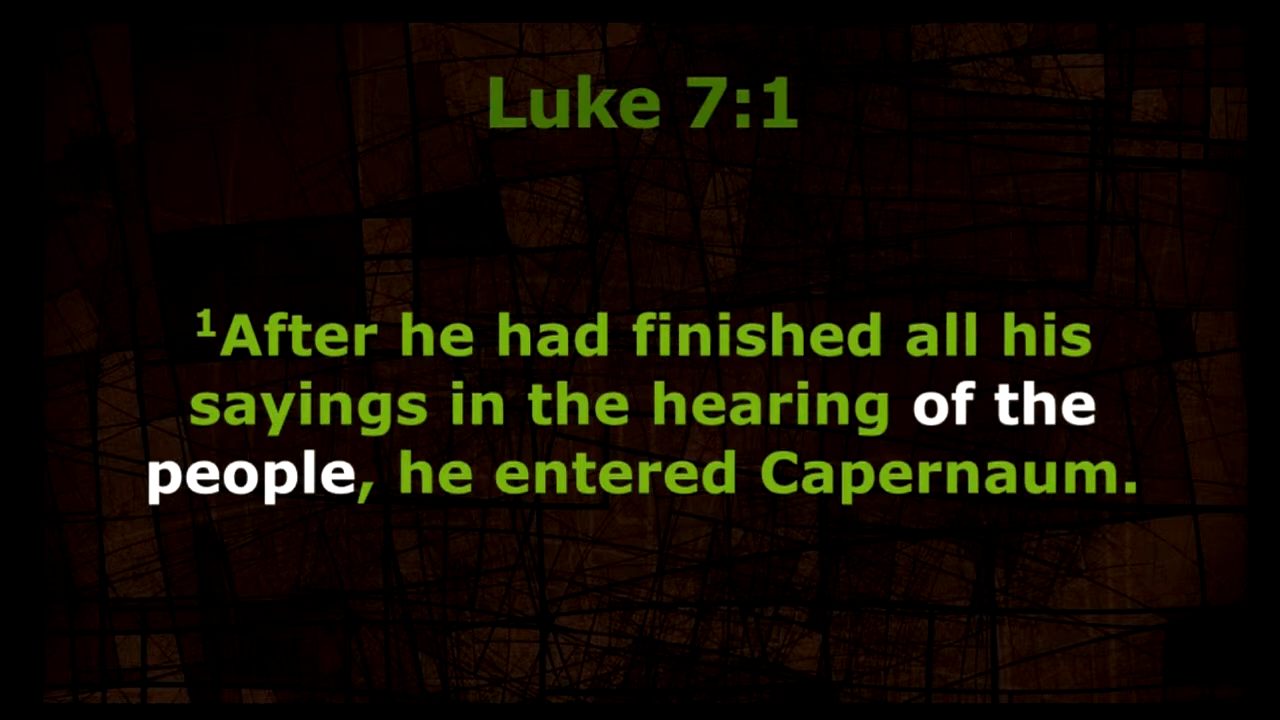 Luke 7:1
¹After he had finished all his
sayings in the hearing of the
people, he entered Capernaum.